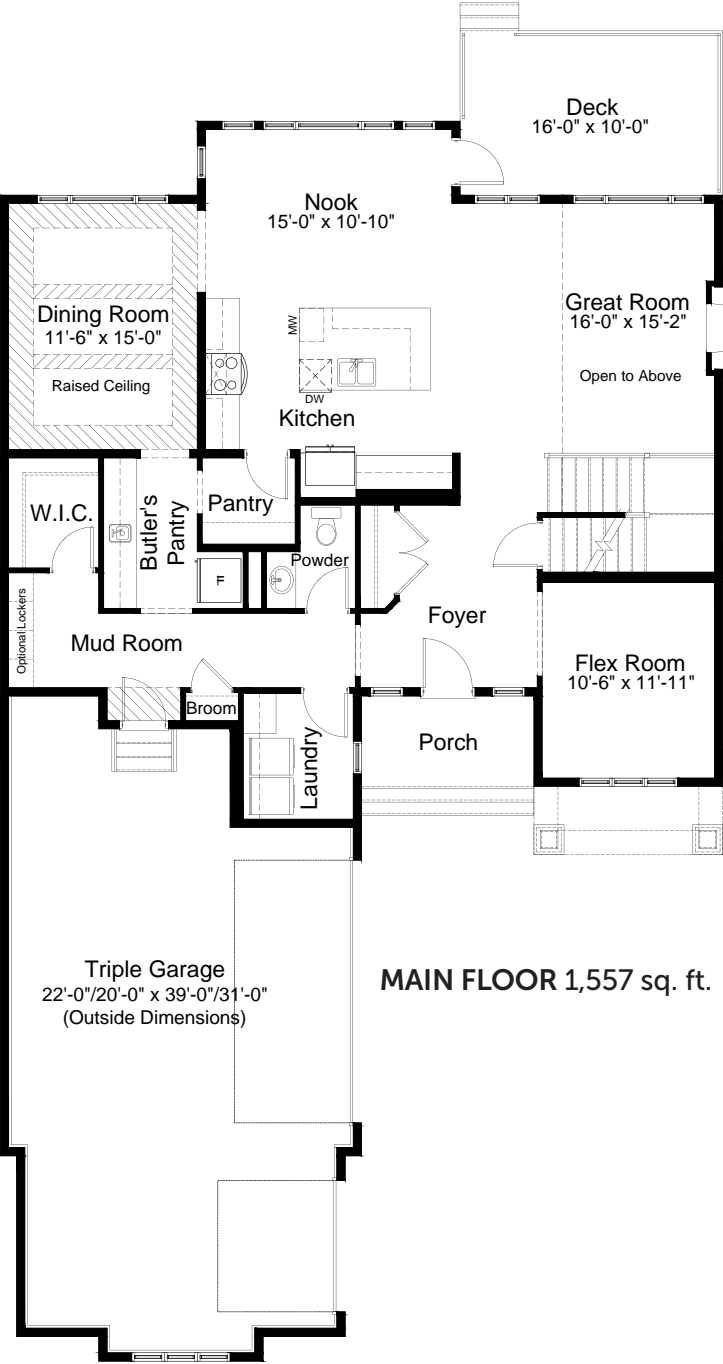 Deck
16'-0" x 10'-0"
Nook
15'-0" x 10'-10"
Dining Room
11'-6" x 15'-0"
Raised Ceiling
Great Room
16'-0" x 15'-2"
Open to Above
MW
DW
Kitchen
W.I.C.
Butler's
Pantry
Pantry
Powder
F
Optional Lockers
Mud Room
Foyer
Flex Room
10'-6" x 11'-11"
Broom
Laundry
Porch
Triple Garage
22'-0"/20'-0" x 39'-0"/31'-0"
(Outside Dimensions)
MAIN FLOOR 1,557 sq. ft.